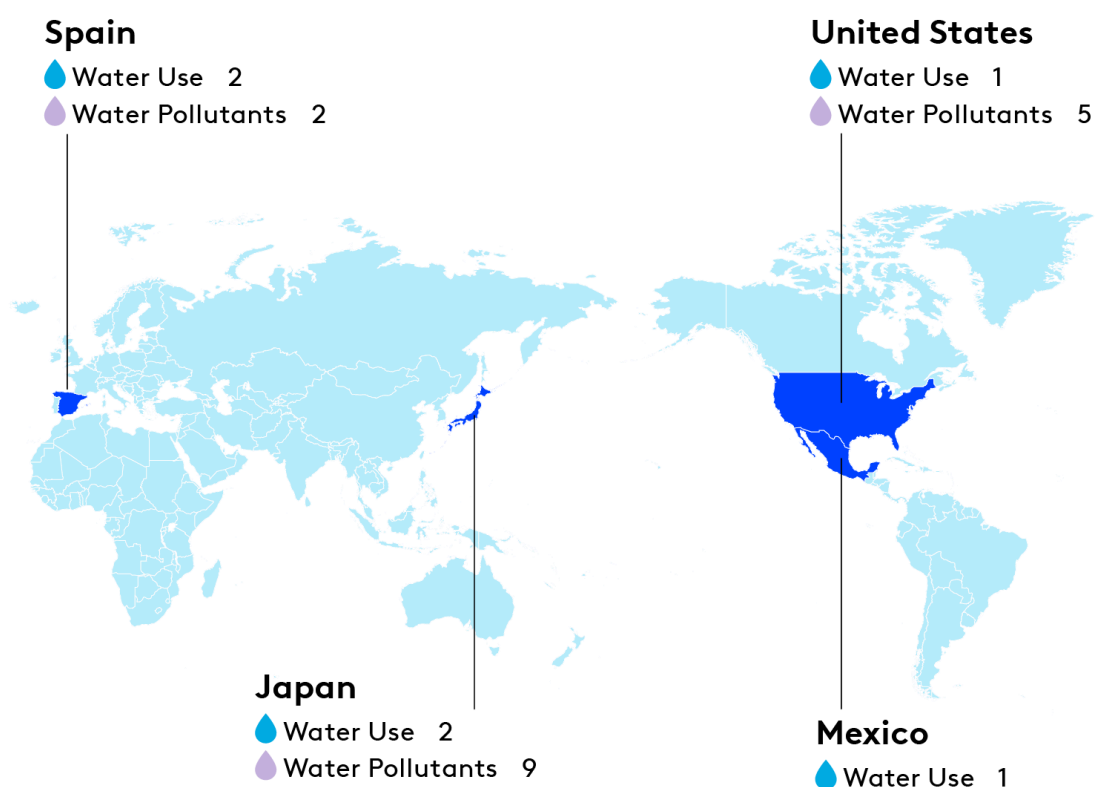 Spain
Water Use 2
Water Pollutants 2
United States
Water Use 1
Water Pollutants 5
Japan
Water Use 2
Water Pollutants 9
Mexico
Water Use 1